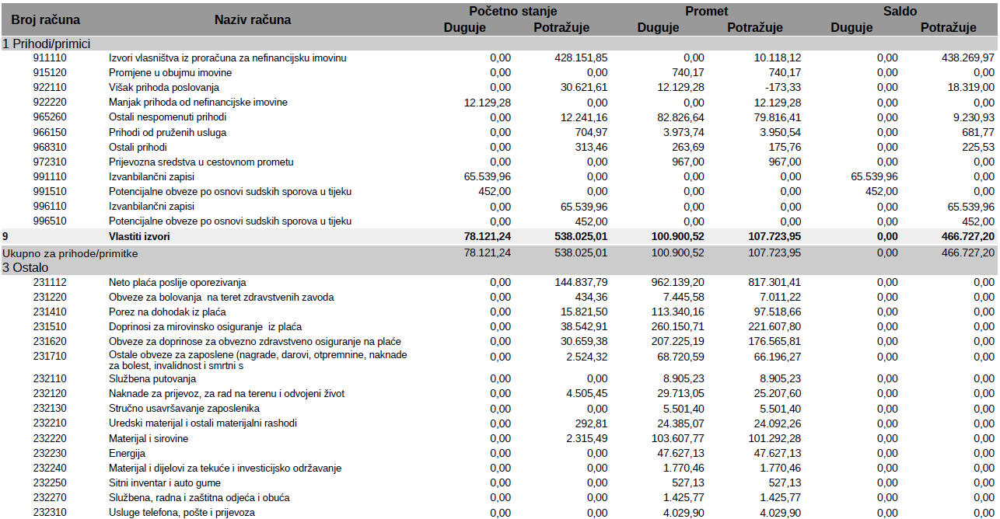 Broj računa Naziv računa Početno stanje Promet Saldo
Duguje Potražuje Duguje Potražuje Duguje Potražuje
1 Prihodi/primici
911110 Izvori vlasništva iz proračuna za nefinancijsku imovinu 0,00 428.151,85 0,00 10.118,12 0,00 438.269,97
915120 Promjene u obujmu imovine 0,00 0,00 740,17 740,17 0,00 0,00
922110 Višak prihoda poslovanja 0,00 30.621,61 12.129,28 -173,33 0,00 18.319,00
922220 Manjak prihoda od nefinancijske imovine 12.129,28 0,00 0,00 12.129,28 0,00 0,00
965260 Ostali nespomenuti prihodi 0,00 12.241,16 82.826,64 79.816,41 0,00 9.230,93
966150 Prihodi od pruženih usluga 0,00 704,97 3.973,74 3.950,54 0,00 681,77
968310 Ostali prihodi 0,00 313,46 263,69 175,76 0,00 225,53
972310 Prijevozna sredstva u cestovnom prometu 0,00 0,00 967,00 967,00 0,00 0,00
991110 Izvanbilančni zapisi 65.539,96 0,00 0,00 0,00 65.539,96 0,00
991510 Potencijalne obveze po osnovi sudskih sporova u tijeku 452,00 0,00 0,00 0,00 452,00 0,00
996110 Izvanbilančni zapisi 0,00 65.539,96 0,00 0,00 0,00 65.539,96
996510 Potencijalne obveze po osnovi sudskih sporova u tijeku 0,00 452,00 0,00 0,00 0,00 452,00
9 Vlastiti izvori 78.121,24 538.025,01 100.900,52 107.723,95 0,00 466.727,20
Ukupno za prihode/primitke 78.121,24 538.025,01 100.900,52 107.723,95 0,00 466.727,20
3 Ostalo
231112 Neto plaća poslije oporezivanja 0,00 144.837,79 962.139,20 817.301,41 0,00 0,00
231220 Obveze za bolovanja  na teret zdravstvenih zavoda 0,00 434,36 7.445,58 7.011,22 0,00 0,00
231410 Porez na dohodak iz plaća 0,00 15.821,50 113.340,16 97.518,66 0,00 0,00
231510 Doprinosi za mirovinsko osiguranje  iz plaća 0,00 38.542,91 260.150,71 221.607,80 0,00 0,00
231620 Obveze za doprinose za obvezno zdravstveno osiguranje na plaće 0,00 30.659,38 207.225,19 176.565,81 0,00 0,00
231710 Ostale obveze za zaposlene (nagrade, darovi, otpremnine, naknade 0,00 2.524,32 68.720,59 66.196,27 0,00 0,00
za bolest, invalidnost i smrtni s
232110 Službena putovanja 0,00 0,00 8.905,23 8.905,23 0,00 0,00
232120 Naknade za prijevoz, za rad na terenu i odvojeni život 0,00 4.505,45 29.713,05 25.207,60 0,00 0,00
232130 Stručno usavršavanje zaposlenika 0,00 0,00 5.501,40 5.501,40 0,00 0,00
232210 Uredski materijal i ostali materijalni rashodi 0,00 292,81 24.385,07 24.092,26 0,00 0,00
232220 Materijal i sirovine 0,00 2.315,49 103.607,77 101.292,28 0,00 0,00
232230 Energija 0,00 0,00 47.627,13 47.627,13 0,00 0,00
232240 Materijal i dijelovi za tekuće i investicijsko održavanje 0,00 0,00 1.770,46 1.770,46 0,00 0,00
232250 Sitni inventar i auto gume 0,00 0,00 527,13 527,13 0,00 0,00
232270 Službena, radna i zaštitna odjeća i obuća 0,00 0,00 1.425,77 1.425,77 0,00 0,00
232310 Usluge telefona, pošte i prijevoza 0,00 0,00 4.029,90 4.029,90 0,00 0,00